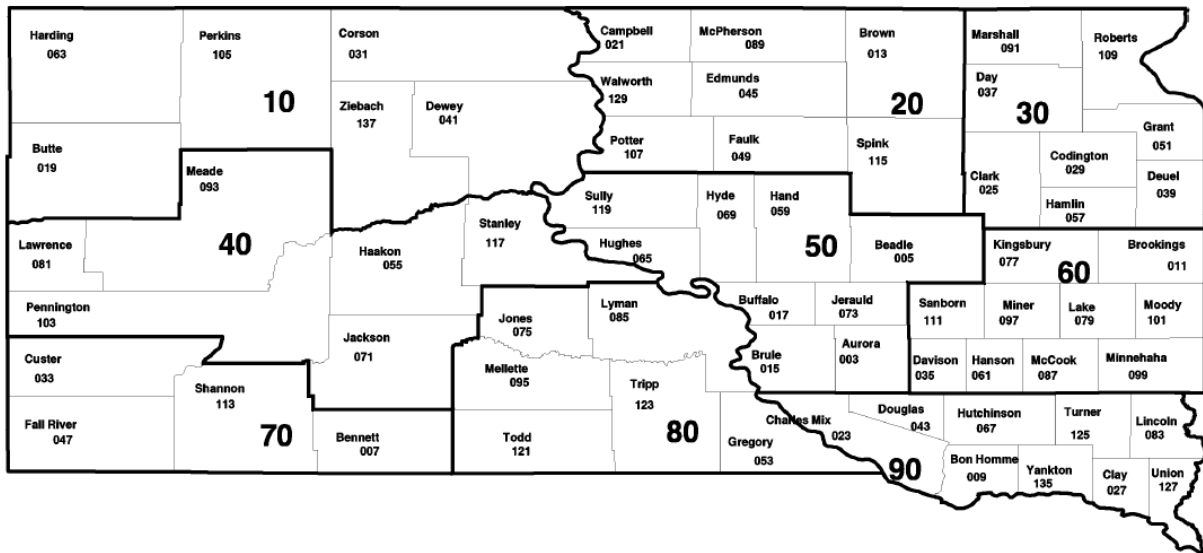 Harding
063
Perkins
105
Corson
031
10
Ziebach
137
Dewey
041
Butte
019
Campbell
021
McPherson
089
Brown
013
Walworth
129
Edmunds
045
20
Potter
107
Faulk
049
Spink
115
Marshall
091
Roberts
109
Day
037
30
Grant
051
Codington
029
Clark
025
Deuel
039
Hamlin
057
Meade
093
Lawrence
081
40
Haakon
055
Stanley
117
Pennington
103
Jackson
071
Sully
119
Hyde
069
Hand
059
Hughes
065
50
Beadle
005
Buffalo
017
Jerauld
073
Brule
015
Aurora
003
Kingsbury
077
60
Brookings
011
Sanborn
111
Miner
097
Lake
079
Moody
101
Davison
035
Hanson
061
McCook
087
Minnehaha
099
Custer
033
Shannon
113
Fall River
047
70
Bennett
007
Jones
075
Lyman
085
Mellette
095
Tripp
123
80
Todd
121
Gregory
053
Charles Mix
023
Douglas
043
Hutchinson
067
Turner
125
Lincoln
083
90
Bon Homme
009
Yankton
135
Clay
027
Union
127